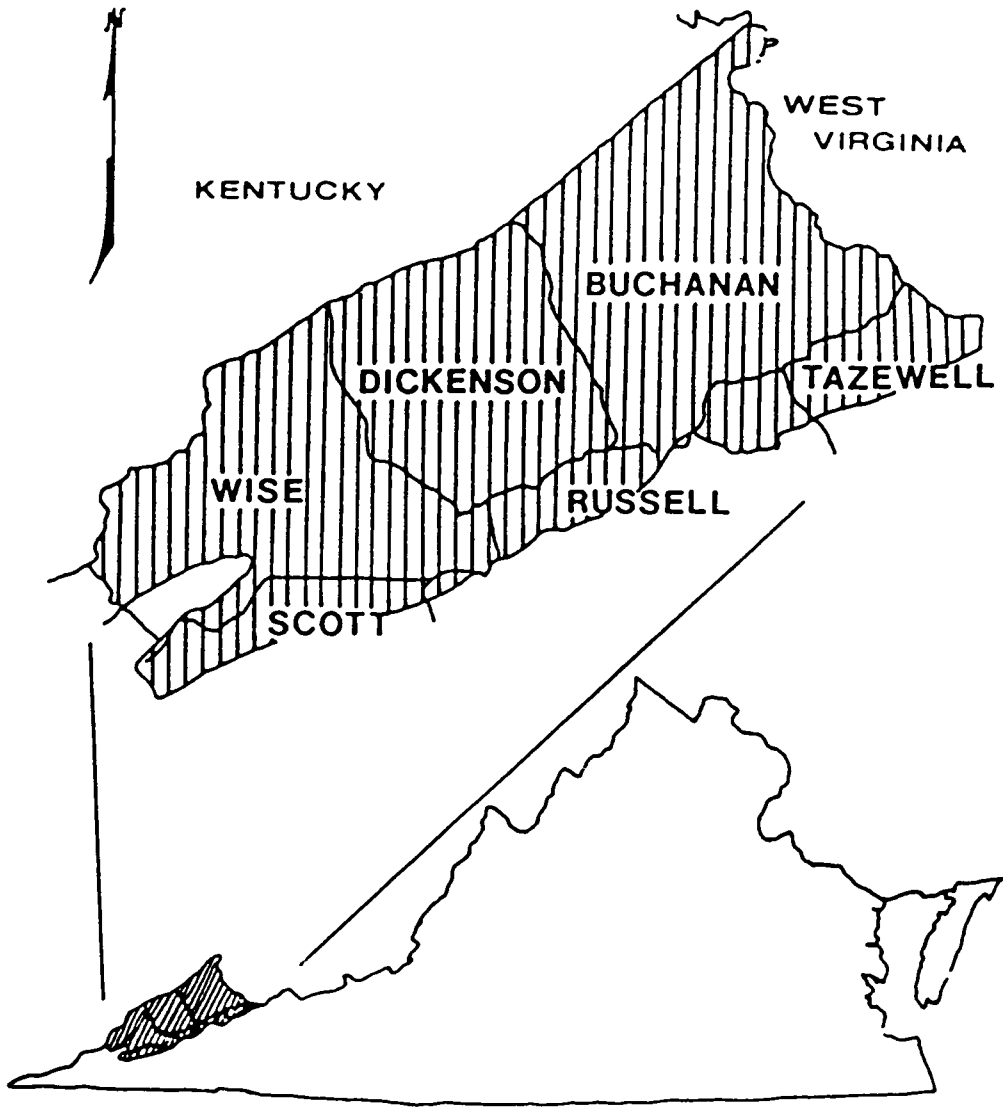 N
WEST
VIRGINIA
KENTUCKY
BUCHANAN
DICKENSON
TAZEWELL
WISE
RUSSELL
SCOTT